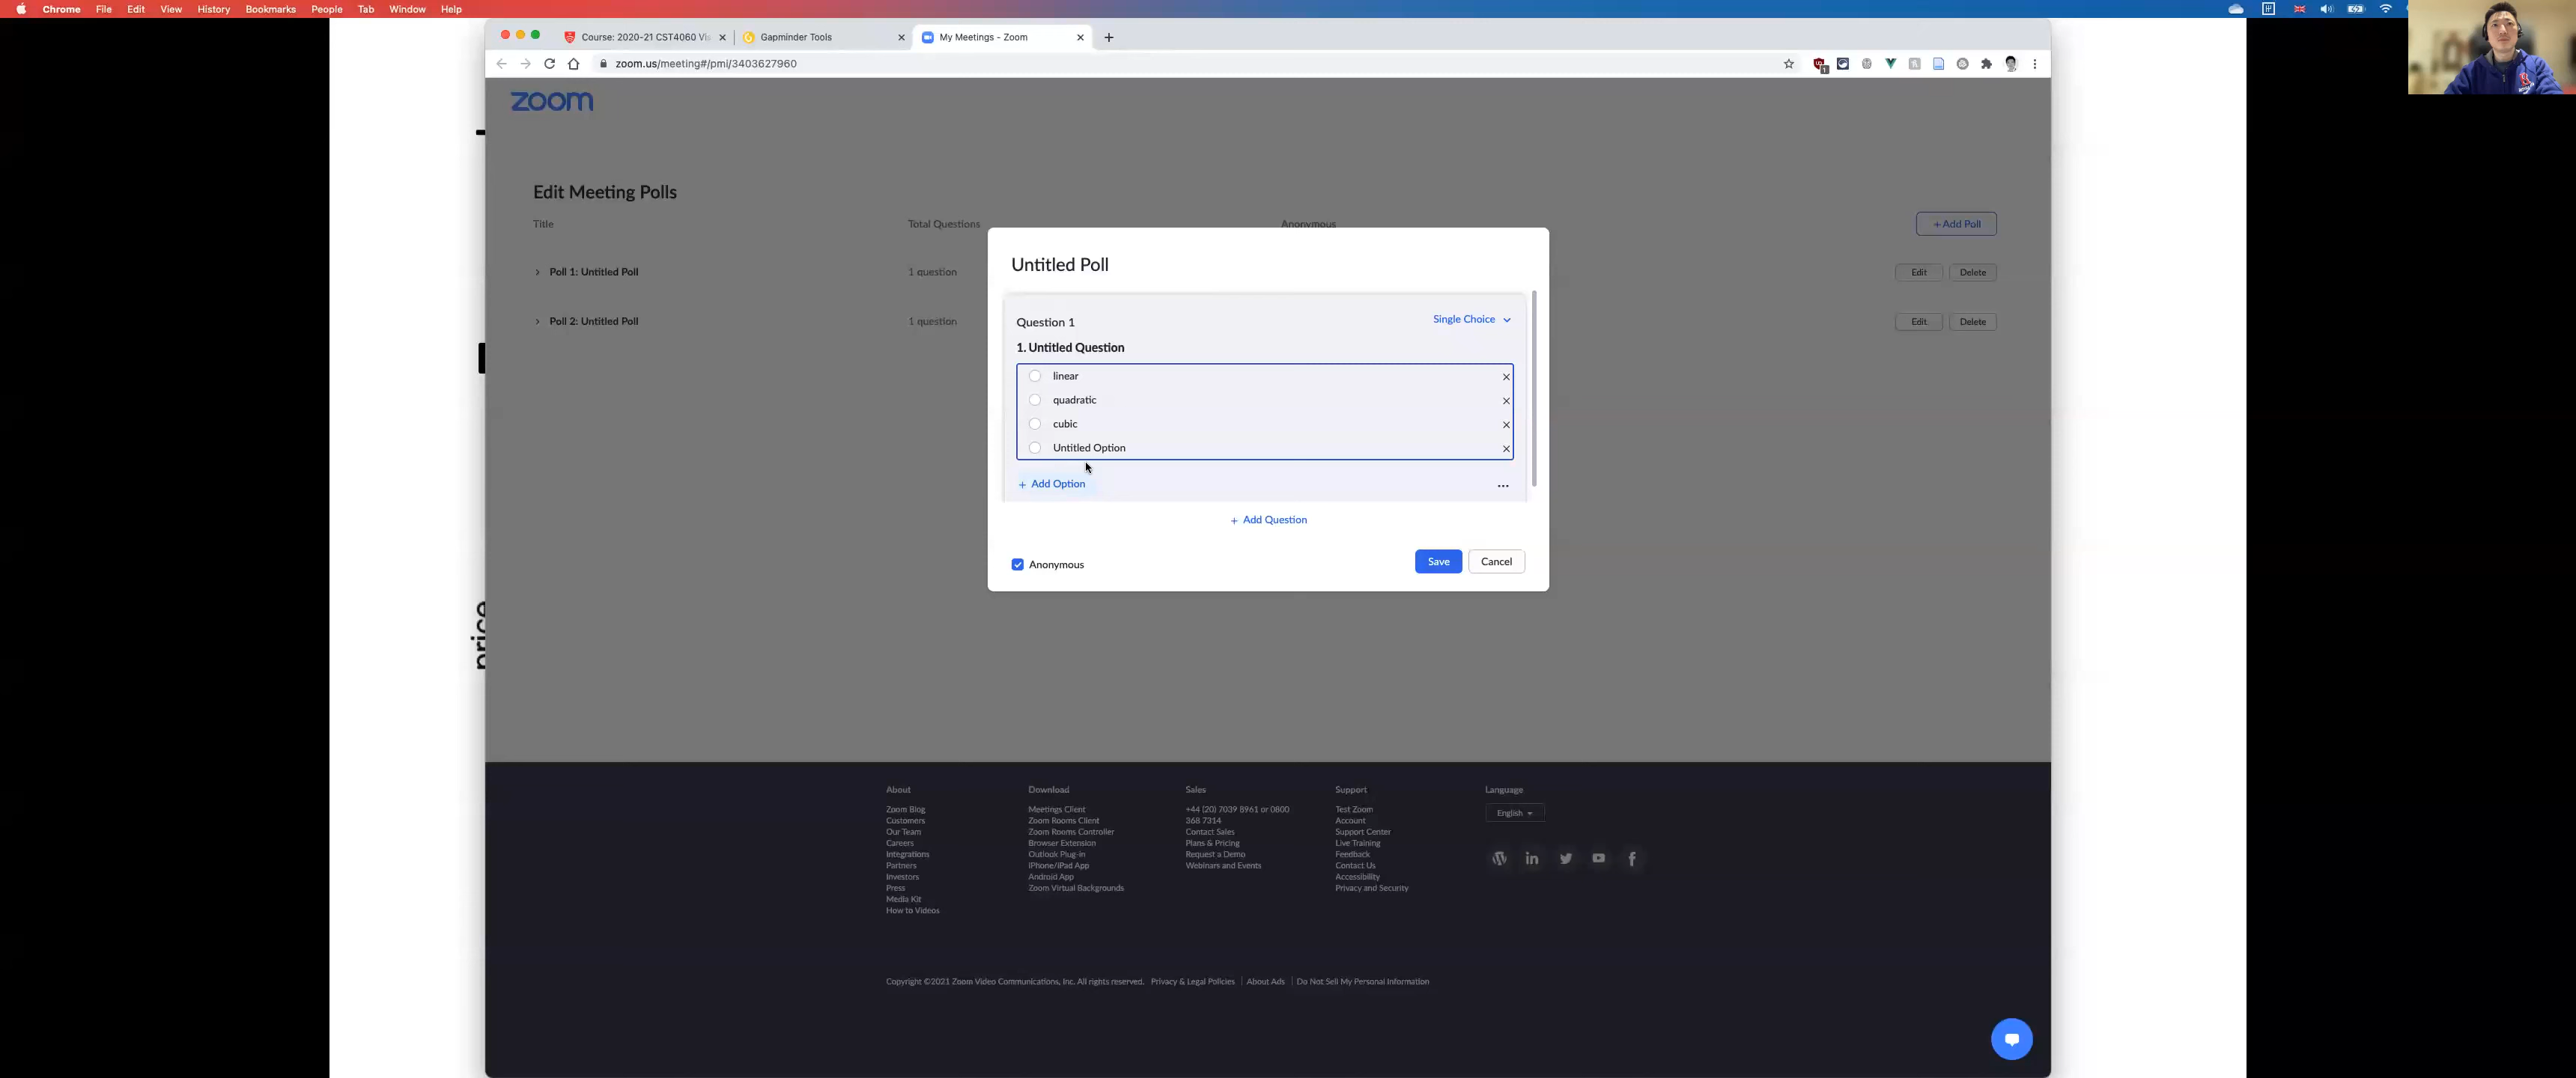 Chrome File Edit View History Bookmarks People Tab Window Help
Course: 2020-21 CST4060 Vis
Gapminder Tools
My Meetings - Zoom
zoom.us/meeting#/pmi/3403627960
zoom
Edit Meeting Polls
Title Total Questions Anonymous + Add Poll
Poll 1: Untitled Poll 1 question Edit Delete
Poll 2: Untitled Poll 1 question Edit Delete
Untitled Poll
Question 1 Single Choice
1. Untitled Question
linear
quadratic
cubic
Untitled Option
+ Add Option
+ Add Question
Anonymous Save Cancel
price
About
Zoom Blog
Customers
Our Team
Careers
Integrations
Partners
Investors
Press
Media Kit
How to Videos
Download
Meetings Client
Zoom Rooms Client
Zoom Rooms Controller
Browser Extension
Outlook Plug-in
iPhone/iPad App
Android App
Zoom Virtual Backgrounds
Sales
+44 (20) 7039 8961 or 0800
368 7314
Contact Sales
Plans & Pricing
Request a Demo
Webinars and Events
Support
Test Zoom
Account
Support Center
Live Training
Feedback
Contact Us
Accessibility
Privacy and Security
Language
English
Copyright ©2021 Zoom Video Communications, Inc. All rights reserved. Privacy & Legal Policies | About Ads | Do Not Sell My Personal Information